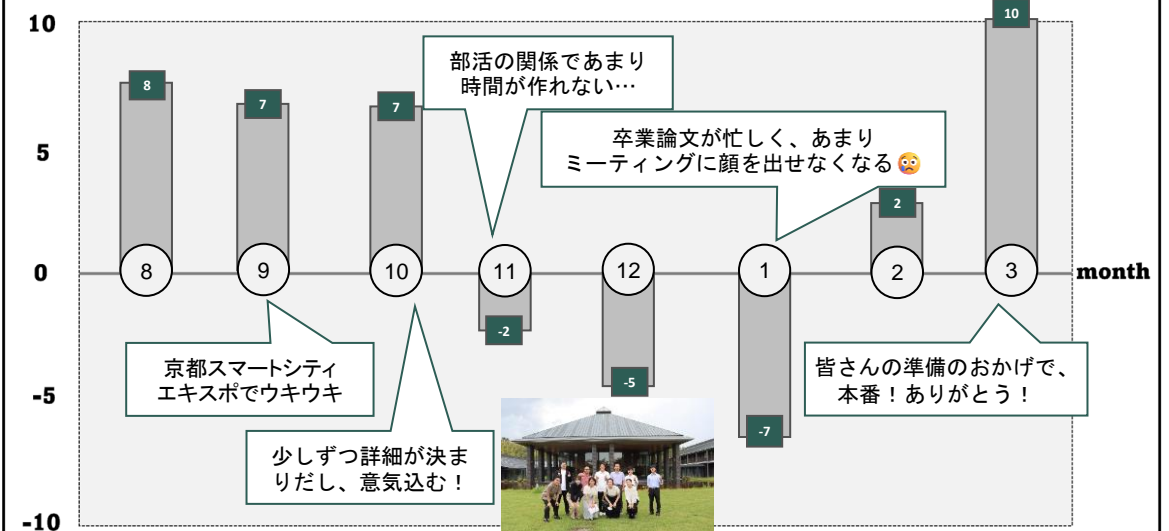 10
5
0
-5
-10
8
7
7
-2
-5
-7
2
10
8
9
10
11
12
1
2
3
month
部活の関係であまり
時間が作れない…
卒業論文が忙しく、あまり
ミーティングに顔を出せなくなる😢
京都スマートシティ
エキスポでウキウキ
少しずつ詳細が決ま
りだし、意気込む！
皆さんの準備のおかげで、
本番！ありがとう！